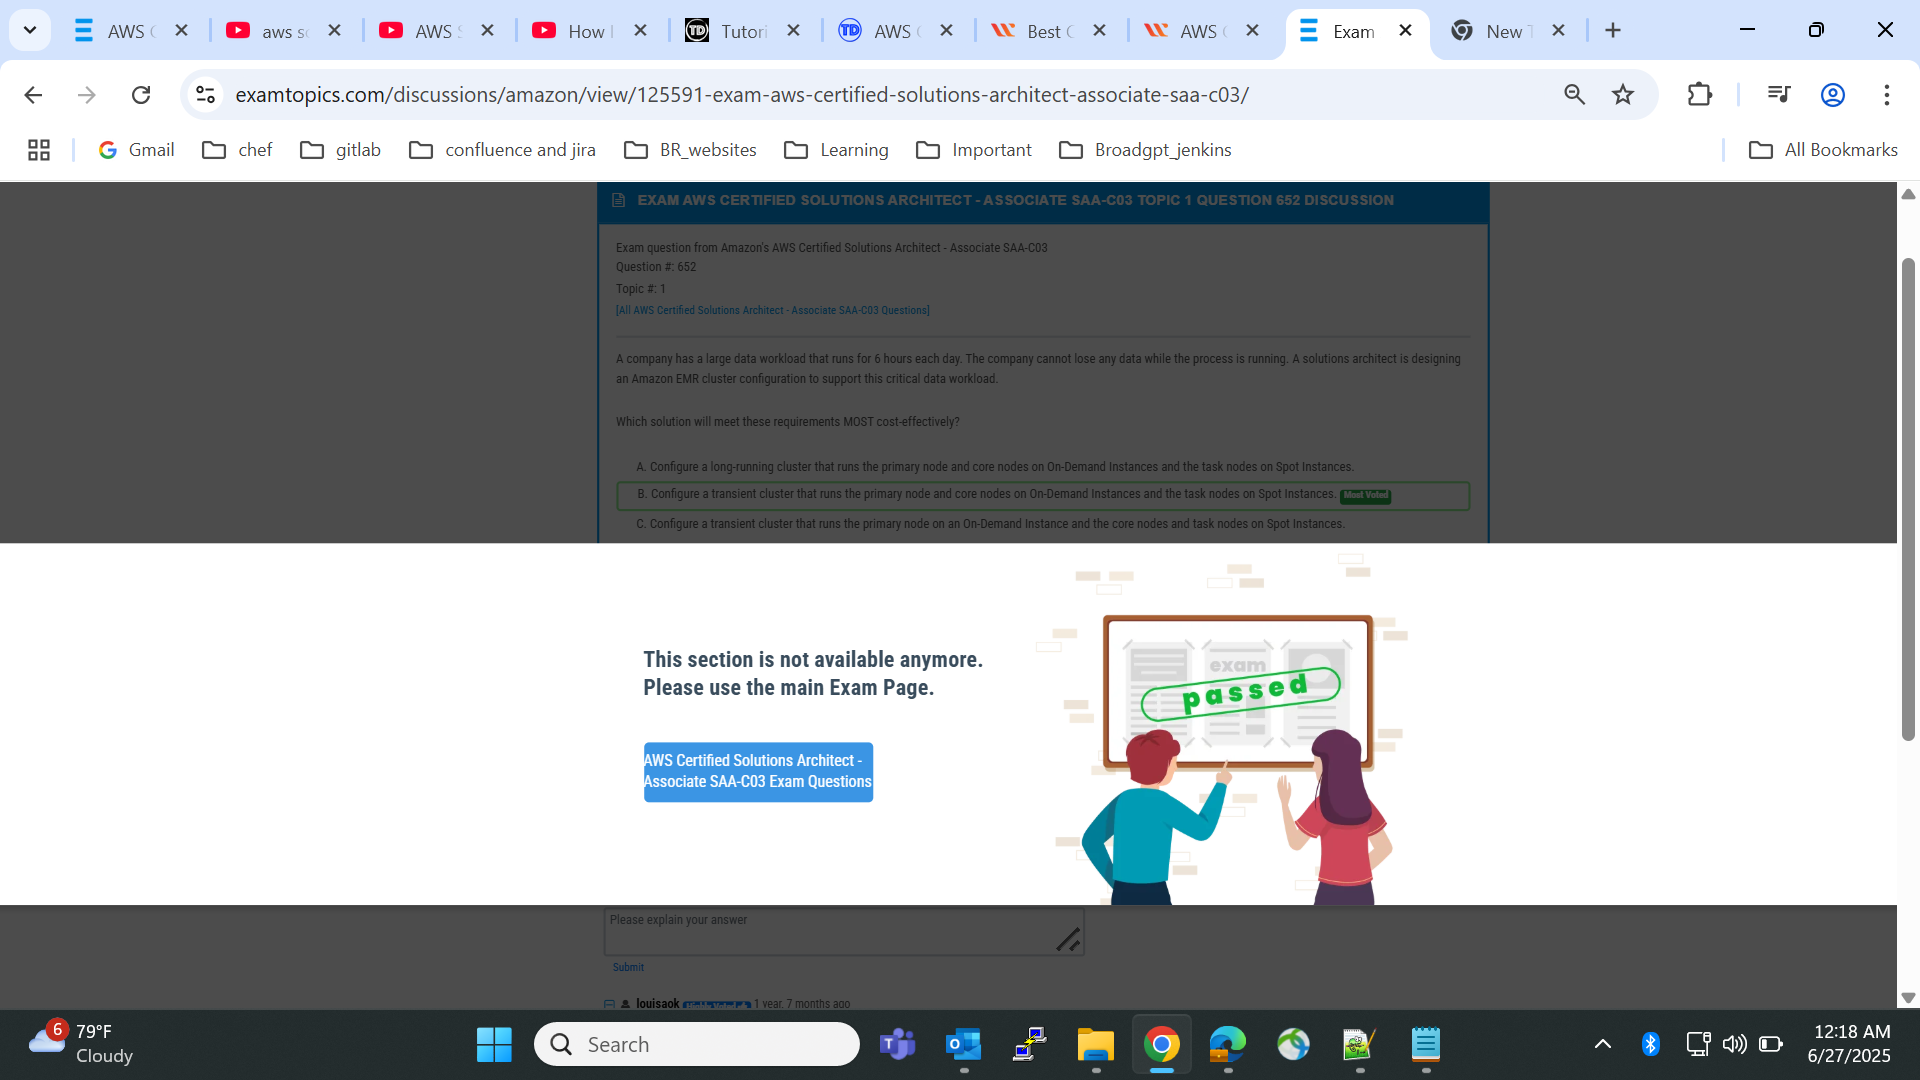 AWS C
aws so
AWS S
How I
TD Tutori
TD AWS C
Best C
AWS C
Exam
New T
examtopics.com/discussions/amazon/view/125591-exam-aws-certified-solutions-architect-associate-saa-c03/
Gmail
chef
gitlab
confluence and jira
BR_websites
Learning
Important
Broadgpt_jenkins
All Bookmarks
EXAM AWS CERTIFIED SOLUTIONS ARCHITECT - ASSOCIATE SAA-C03 TOPIC 1 QUESTION 652 DISCUSSION
Exam question from Amazon's AWS Certified Solutions Architect - Associate SAA-C03
Question #: 652
Topic #: 1
[All AWS Certified Solutions Architect - Associate SAA-C03 Questions]
A company has a large data workload that runs for 6 hours each day. The company cannot lose any data while the process is running. A solutions architect is designing
an Amazon EMR cluster configuration to support this critical data workload.
Which solution will meet these requirements MOST cost-effectively?
A. Configure a long-running cluster that runs the primary node and core nodes on On-Demand Instances and the task nodes on Spot Instances.
B. Configure a transient cluster that runs the primary node and core nodes on On-Demand Instances and the task nodes on Spot Instances. Most Voted
C. Configure a transient cluster that runs the primary node on an On-Demand Instance and the core nodes and task nodes on Spot Instances.
This section is not available anymore.
Please use the main Exam Page.
AWS Certified Solutions Architect -
Associate SAA-C03 Exam Questions
exam
passed
Please explain your answer
Submit
louisaok Highly Voted 1 year, 7 months ago
6
79°F
Cloudy
Search
12:18 AM
6/27/2025